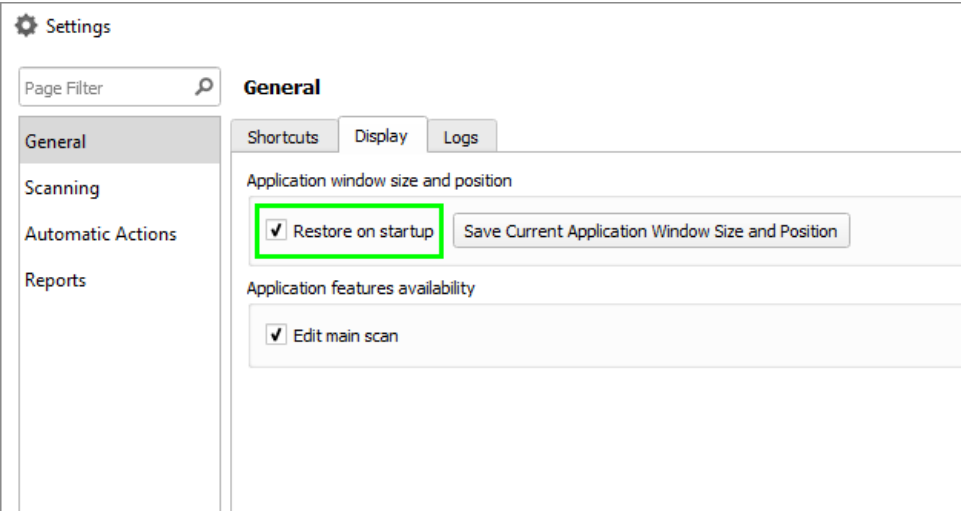 Settings
Page Filter
General
Scanning
Automatic Actions
Reports
General
Shortcuts Display Logs
Application window size and position
Restore on startup Save Current Application Window Size and Position
Application features availability
Edit main scan